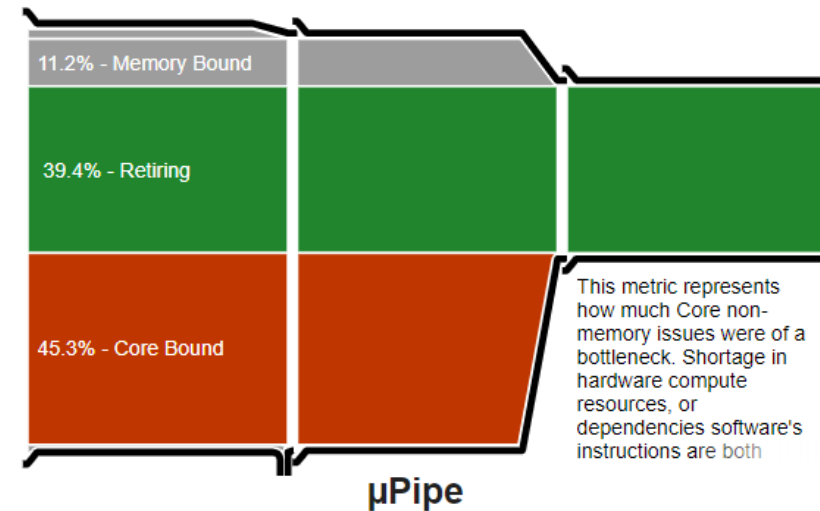 11.2% - Memory Bound
39.4% - Retiring
45.3% - Core Bound
This metric represents
how much Core non-
memory issues were of a
bottleneck. Shortage in
hardware compute
resources, or
dependencies software's
instructions are both
µPipe